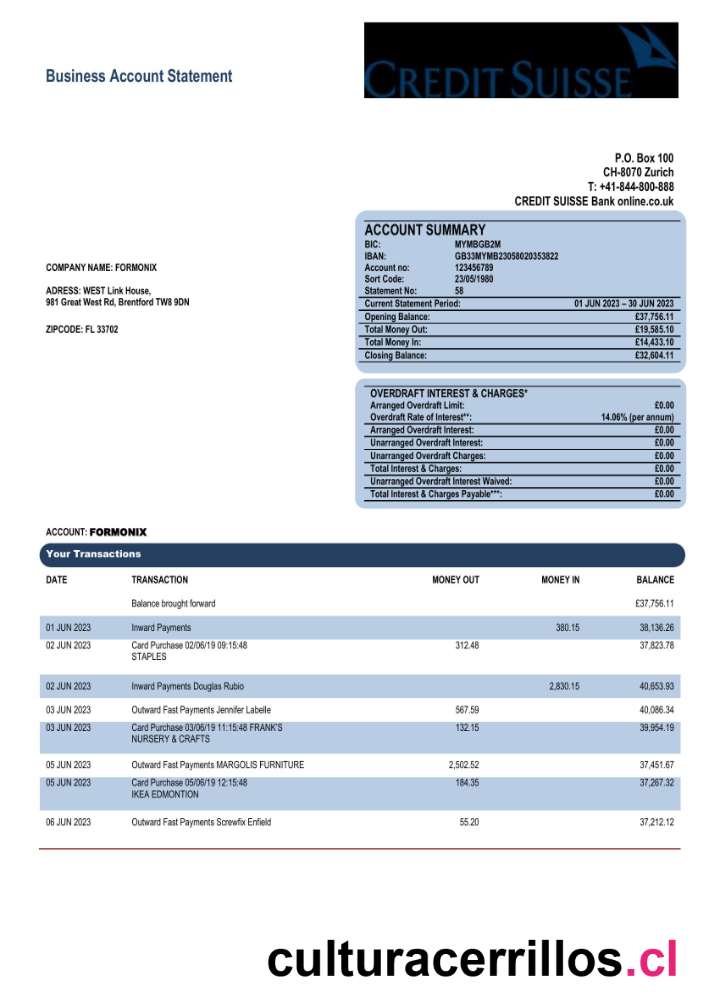 CREDIT SUISSE
Business Account Statement
P.O. Box 100
CH-8070 Zurich
T: +41-844-800-888
CREDIT SUISSE Bank online.co.uk
COMPANY NAME: FORMONIX
ADRESS: WEST Link House,
981 Great West Rd, Brentford TW8 9DN
ZIPCODE: FL 33702
ACCOUNT SUMMARY
BIC: MYMBGB2M
IBAN: GB33MYMB23058020353822
Account no: 123456789
Sort Code: 23/05/1980
Statement No: 58
Current Statement Period: 01 JUN 2023 – 30 JUN 2023
Opening Balance: £37,756.11
Total Money Out: £19,585.10
Total Money In: £14,433.10
Closing Balance: £32,604.11
OVERDRAFT INTEREST & CHARGES*
Arranged Overdraft Limit: £0.00
Overdraft Rate of Interest**: 14.06% (per annum)
Arranged Overdraft Interest: £0.00
Unarranged Overdraft Interest: £0.00
Unarranged Overdraft Charges: £0.00
Total Interest & Charges: £0.00
Unarranged Overdraft Interest Waived: £0.00
Total Interest & Charges Payable***: £0.00
ACCOUNT: FORMONIX
Your Transactions
DATE TRANSACTION MONEY OUT MONEY IN BALANCE
Balance brought forward £37,756.11
01 JUN 2023 Inward Payments 380.15 38,136.26
02 JUN 2023 Card Purchase 02/06/19 09:15:48 312.48 37,823.78
STAPLES
02 JUN 2023 Inward Payments Douglas Rubio 2,830.15 40,653.93
03 JUN 2023 Outward Fast Payments Jennifer Labelle 567.59 40,086.34
03 JUN 2023 Card Purchase 03/06/19 11:15:48 FRANK'S 132.15 39,954.19
NURSERY & CRAFTS
05 JUN 2023 Outward Fast Payments MARGOLIS FURNITURE 2,502.52 37,451.67
05 JUN 2023 Card Purchase 05/06/19 12:15:48 184.35 37,267.32
IKEA EDMONTION
06 JUN 2023 Outward Fast Payments Screwfix Enfield 55.20 37,212.12
culturacerrillos.cl